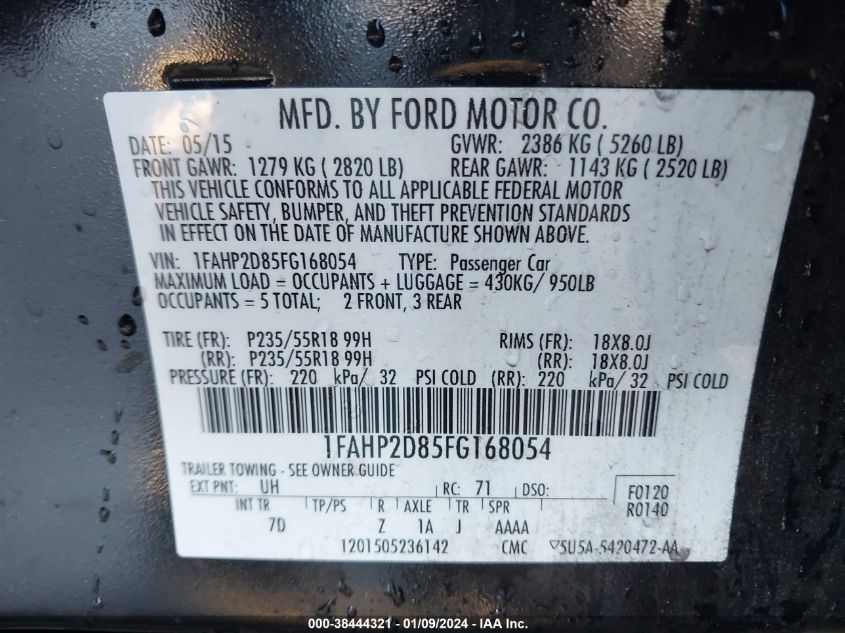 MFD. BY FORD MOTOR CO.
DATE: 05/15 GVWR: 2386 KG ( 5260 LB)
FRONT GAWR: 1279 KG ( 2820 LB) REAR GAWR: 1143 KG ( 2520 LB)
THIS VEHICLE CONFORMS TO ALL APPLICABLE FEDERAL MOTOR
VEHICLE SAFETY, BUMPER, AND THEFT PREVENTION STANDARDS
IN EFFECT ON THE DATE OF MANUFACTURE SHOWN ABOVE.
VIN: 1FAHP2D85FG168054 TYPE: Passenger Car
MAXIMUM LOAD = OCCUPANTS + LUGGAGE = 430KG/ 950LB
OCCUPANTS = 5 TOTAL; 2 FRONT, 3 REAR
TIRE (FR): P235/55R18 99H RIMS (FR): 18X8.0J
(RR): P235/55R18 99H (RR): 18X8.0J
PRESSURE (FR): 220 kPa/ 32 PSI COLD (RR): 220 kPa/ 32 PSI COLD
1FAHP2D85FG168054
TRAILER TOWING - SEE OWNER GUIDE
EXT PNT: UH RC: 71 DSO: F0120
INT TR TP/PS R AXLE TR SPR R0140
7D Z 1A J AAAA
1201505236142 CMC ▽5U5A-5420472-AA
000-38444321 | 01/09/2024 - IAA Inc.